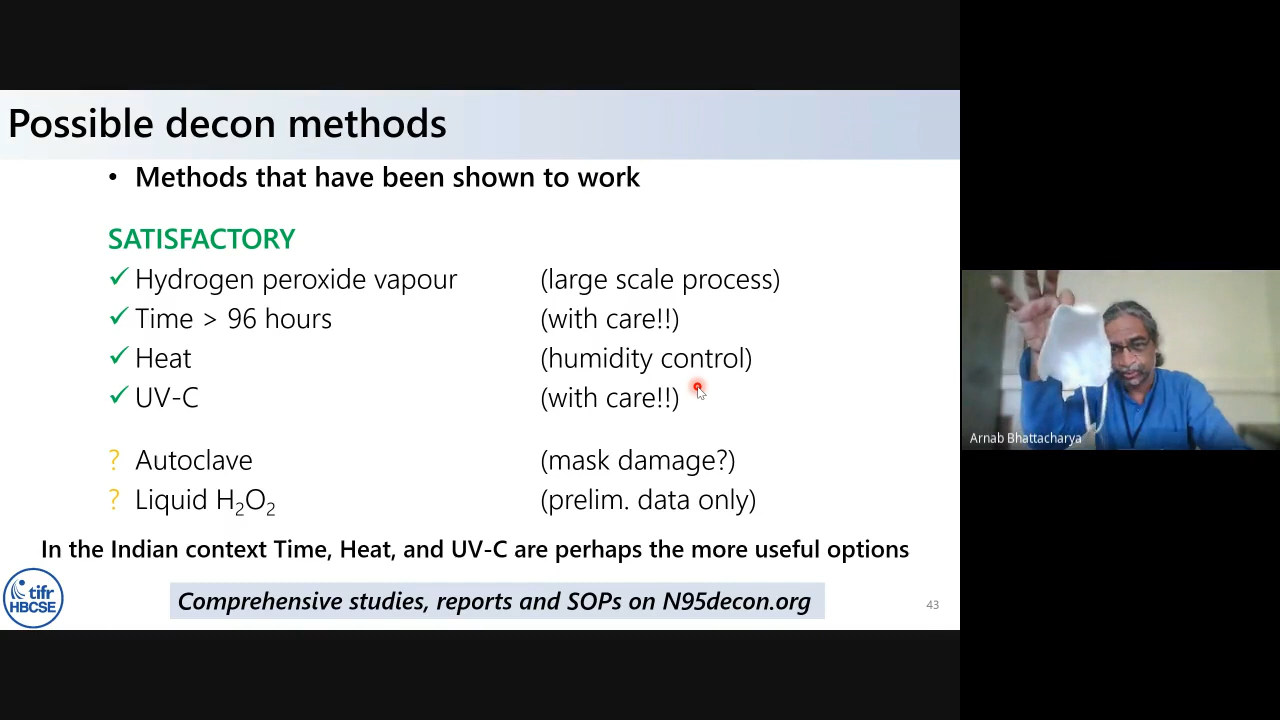 Possible decon methods
• Methods that have been shown to work
SATISFACTORY
✓ Hydrogen peroxide vapour (large scale process)
✓ Time > 96 hours (with care!!)
✓ Heat (humidity control)
✓ UV-C (with care!!)
? Autoclave (mask damage?)
? Liquid H₂O₂ (prelim. data only)
In the Indian context Time, Heat, and UV-C are perhaps the more useful options
tifr
HBCSE
Comprehensive studies, reports and SOPs on N95decon.org
43
Arnab Bhattacharya